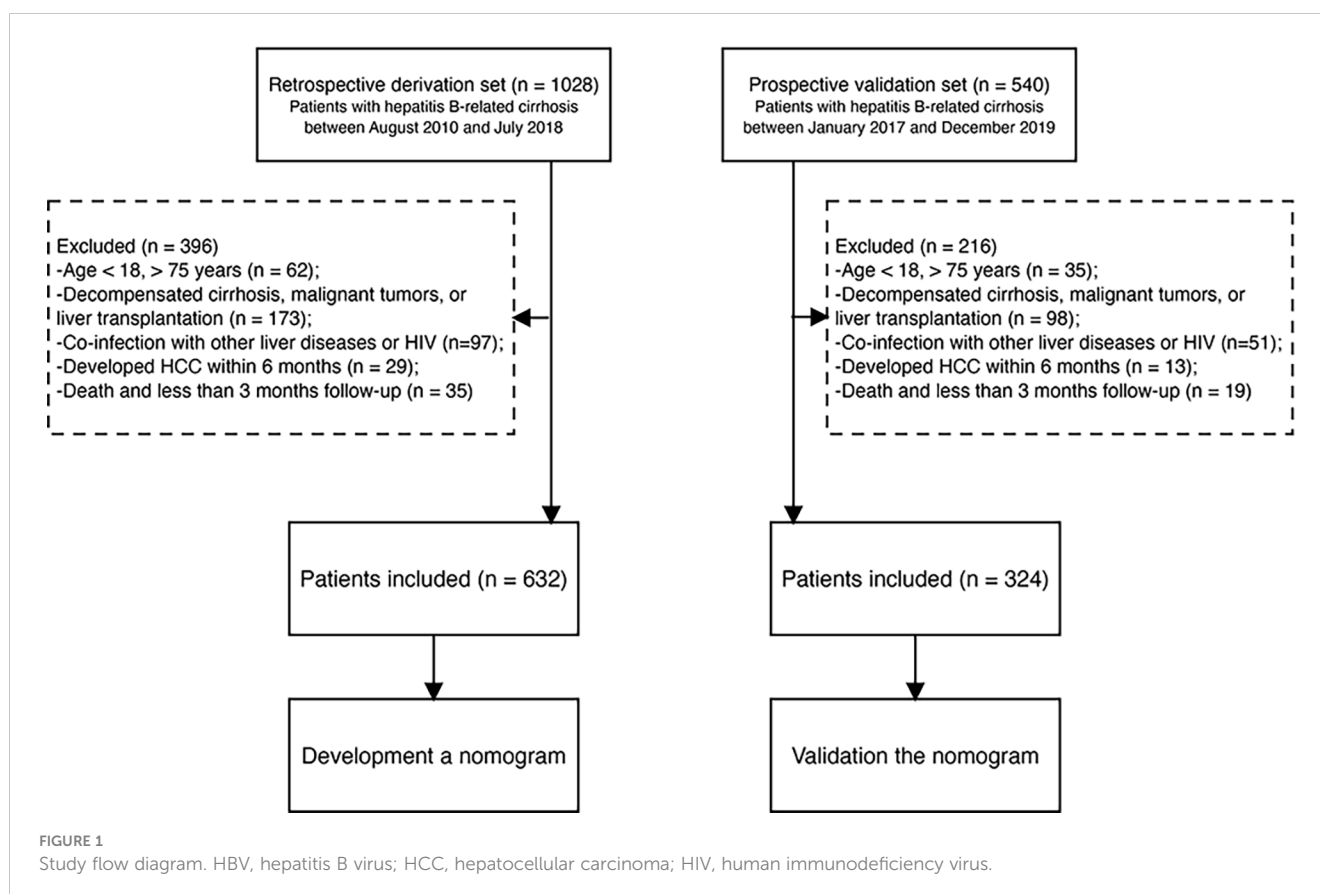 Retrospective derivation set (n = 1028)
Patients with hepatitis B-related cirrhosis
between August 2010 and July 2018
Prospective validation set (n = 540)
Patients with hepatitis B-related cirrhosis
between January 2017 and December 2019
Excluded (n = 396)
-Age < 18, > 75 years (n = 62);
-Decompensated cirrhosis, malignant tumors, or
liver transplantation (n = 173);
-Co-infection with other liver diseases or HIV (n=97);
-Developed HCC within 6 months (n = 29);
-Death and less than 3 months follow-up (n = 35)
Excluded (n = 216)
-Age < 18, > 75 years (n = 35);
-Decompensated cirrhosis, malignant tumors, or
liver transplantation (n = 98);
-Co-infection with other liver diseases or HIV (n=51);
-Developed HCC within 6 months (n = 13);
-Death and less than 3 months follow-up (n = 19)
Patients included (n = 632)
Patients included (n = 324)
Development a nomogram
Validation the nomogram
FIGURE 1
Study flow diagram. HBV, hepatitis B virus; HCC, hepatocellular carcinoma; HIV, human immunodeficiency virus.